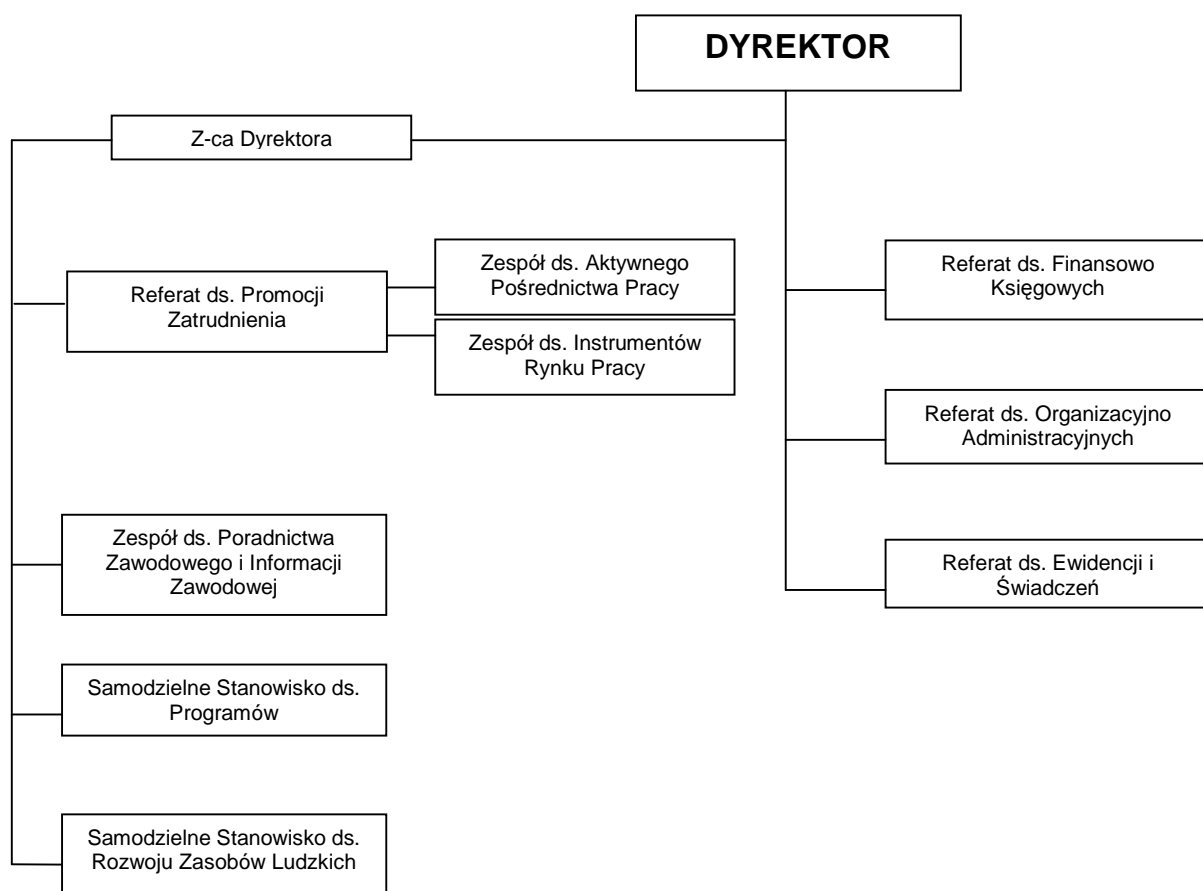 DYREKTOR
Z-ca Dyrektora
Referat ds. Promocji
Zatrudnienia
Zespół ds. Aktywnego
Pośrednictwa Pracy
Zespół ds. Instrumentów
Rynku Pracy
Zespół ds. Poradnictwa
Zawodowego i Informacji
Zawodowej
Samodzielne Stanowisko ds.
Programów
Samodzielne Stanowisko ds.
Rozwoju Zasobów Ludzkich
Referat ds. Finansowo
Księgowych
Referat ds. Organizacyjno
Administracyjnych
Referat ds. Ewidencji i
Świadczeń